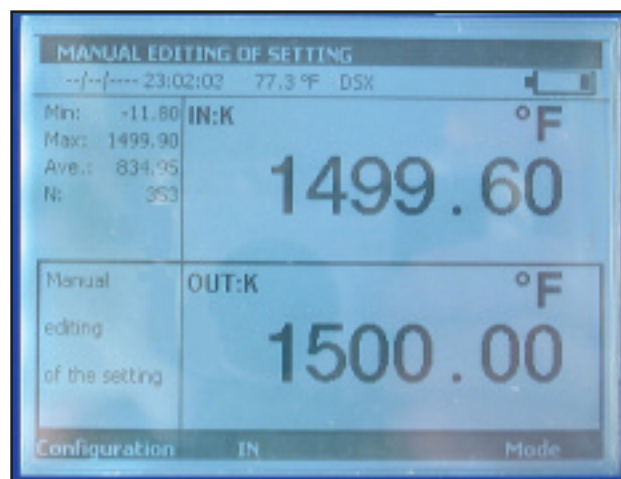 MANUAL EDITING OF SETTING
--/--/---- 23:02:03 77.3 °F DSX
Min: -11.80
Max: 1499.90
Ave.: 834.95
N: 353
IN:K °F
1499.60
Manual
editing
of the setting
OUT:K °F
1500.00
Configuration IN Mode